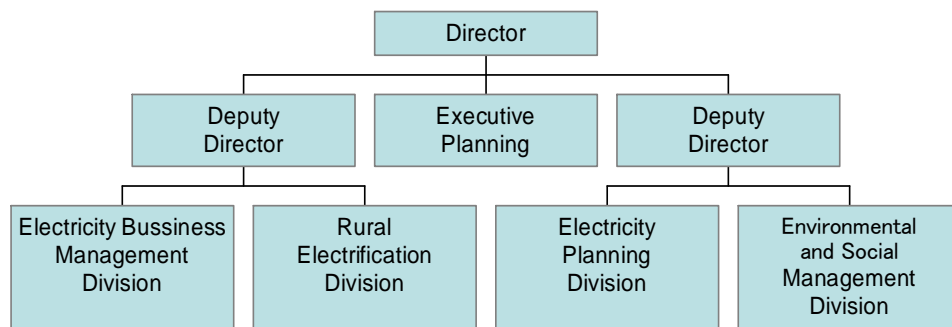 Director
Deputy
Director
Executive
Planning
Deputy
Director
Electricity Bussiness
Management
Division
Rural
Electrification
Division
Electricity
Planning
Division
Environmental
and Social
Management
Division